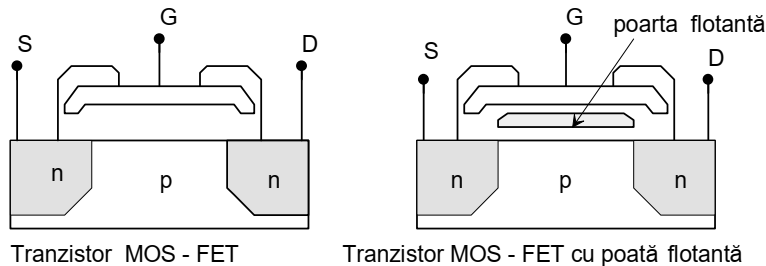 G
S
D
n
p
n
Tranzistor MOS - FET
poarta flotantă
G
S
D
n
p
n
Tranzistor MOS - FET cu poată flotantă